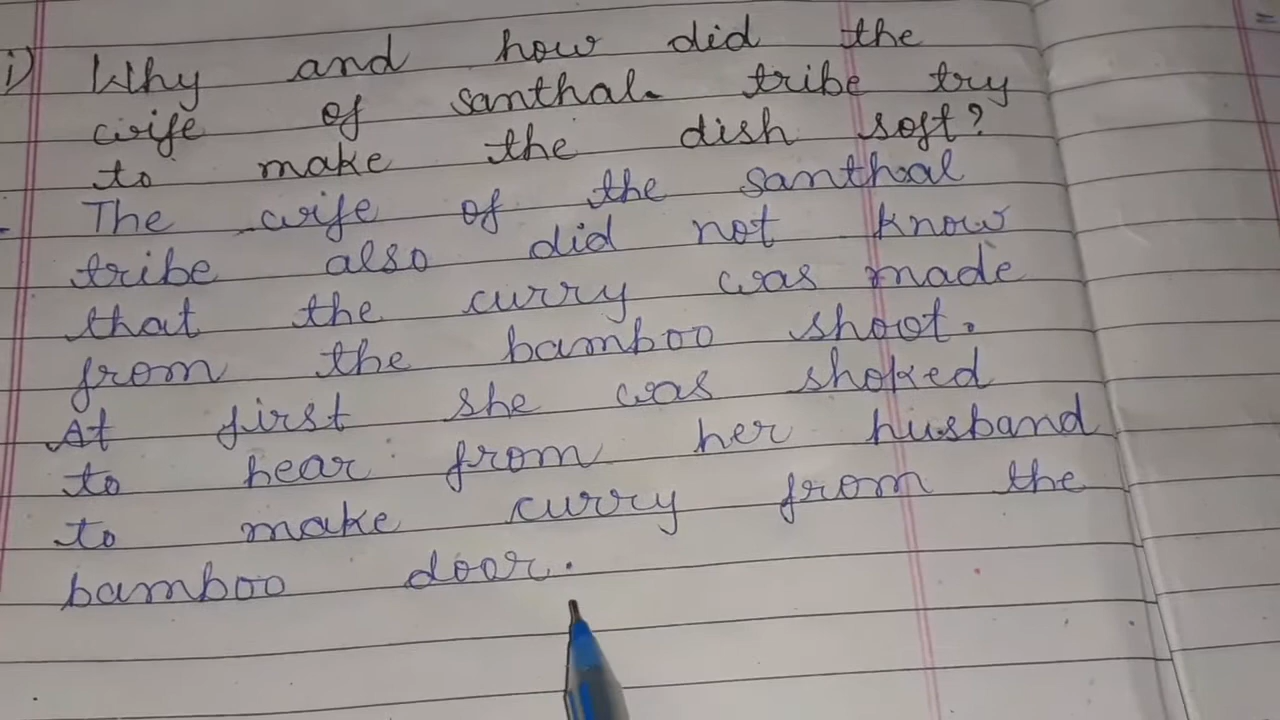 i) Why and how did the
wife of santhal tribe try
to make the dish soft?
The wife of the santhal
tribe also did not know
that the curry was made
from the bamboo shoot.
At first she was shoked
to hear from her husband
to make curry from the
bamboo door.